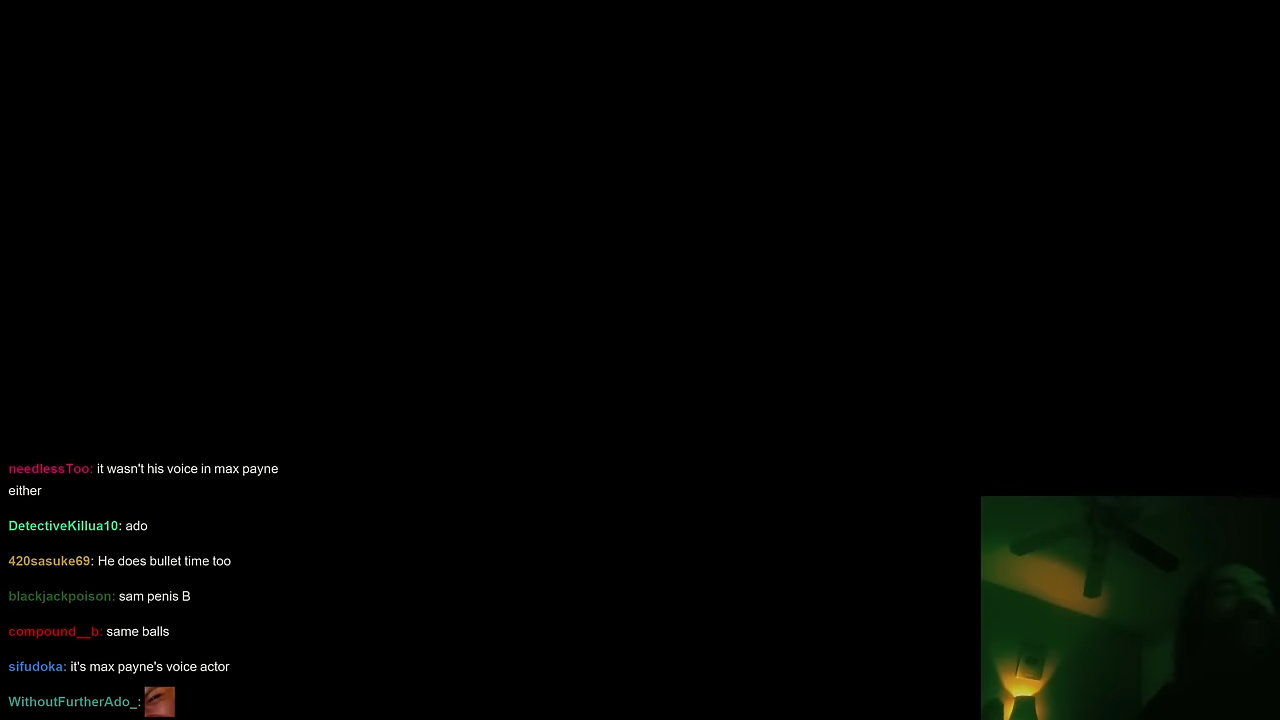 needlessToo: it wasn't his voice in max payne
either
DetectiveKillua10: ado
420sasuke69: He does bullet time too
blackjackpoison: sam penis B
compound__b: same balls
sifudoka: it's max payne's voice actor
WithoutFurtherAdo_: